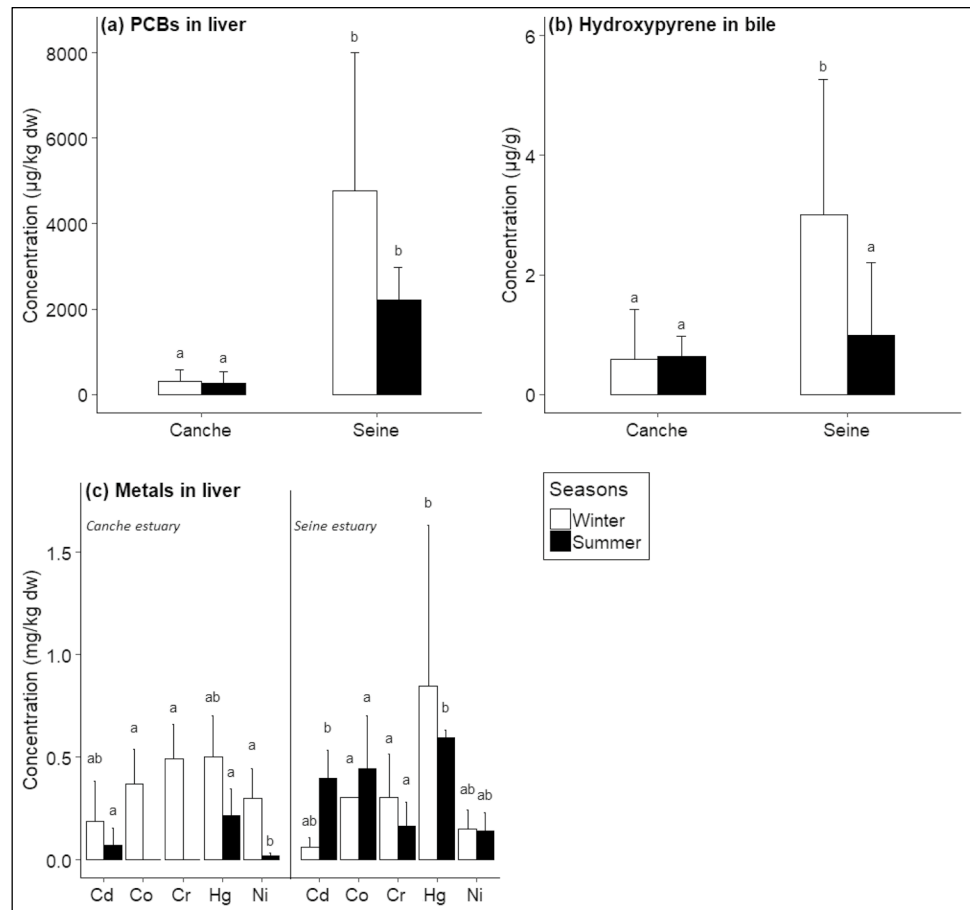 (a) PCBs in liver
Concentration (µg/kg dw)
8000
6000
4000
2000
0
a
a
b
b
Canche
Seine
(b) Hydroxypyrene in bile
Concentration (µg/g)
6
4
2
0
a
a
b
a
Canche
Seine
(c) Metals in liver
Canche estuary
Seine estuary
Concentration (mg/kg dw)
1.5
1.0
0.5
0.0
ab
a
a
a
ab
a
a
b
ab
b
a
a
a
a
b
b
ab
ab
Cd
Co
Cr
Hg
Ni
Cd
Co
Cr
Hg
Ni
Seasons
Winter
Summer